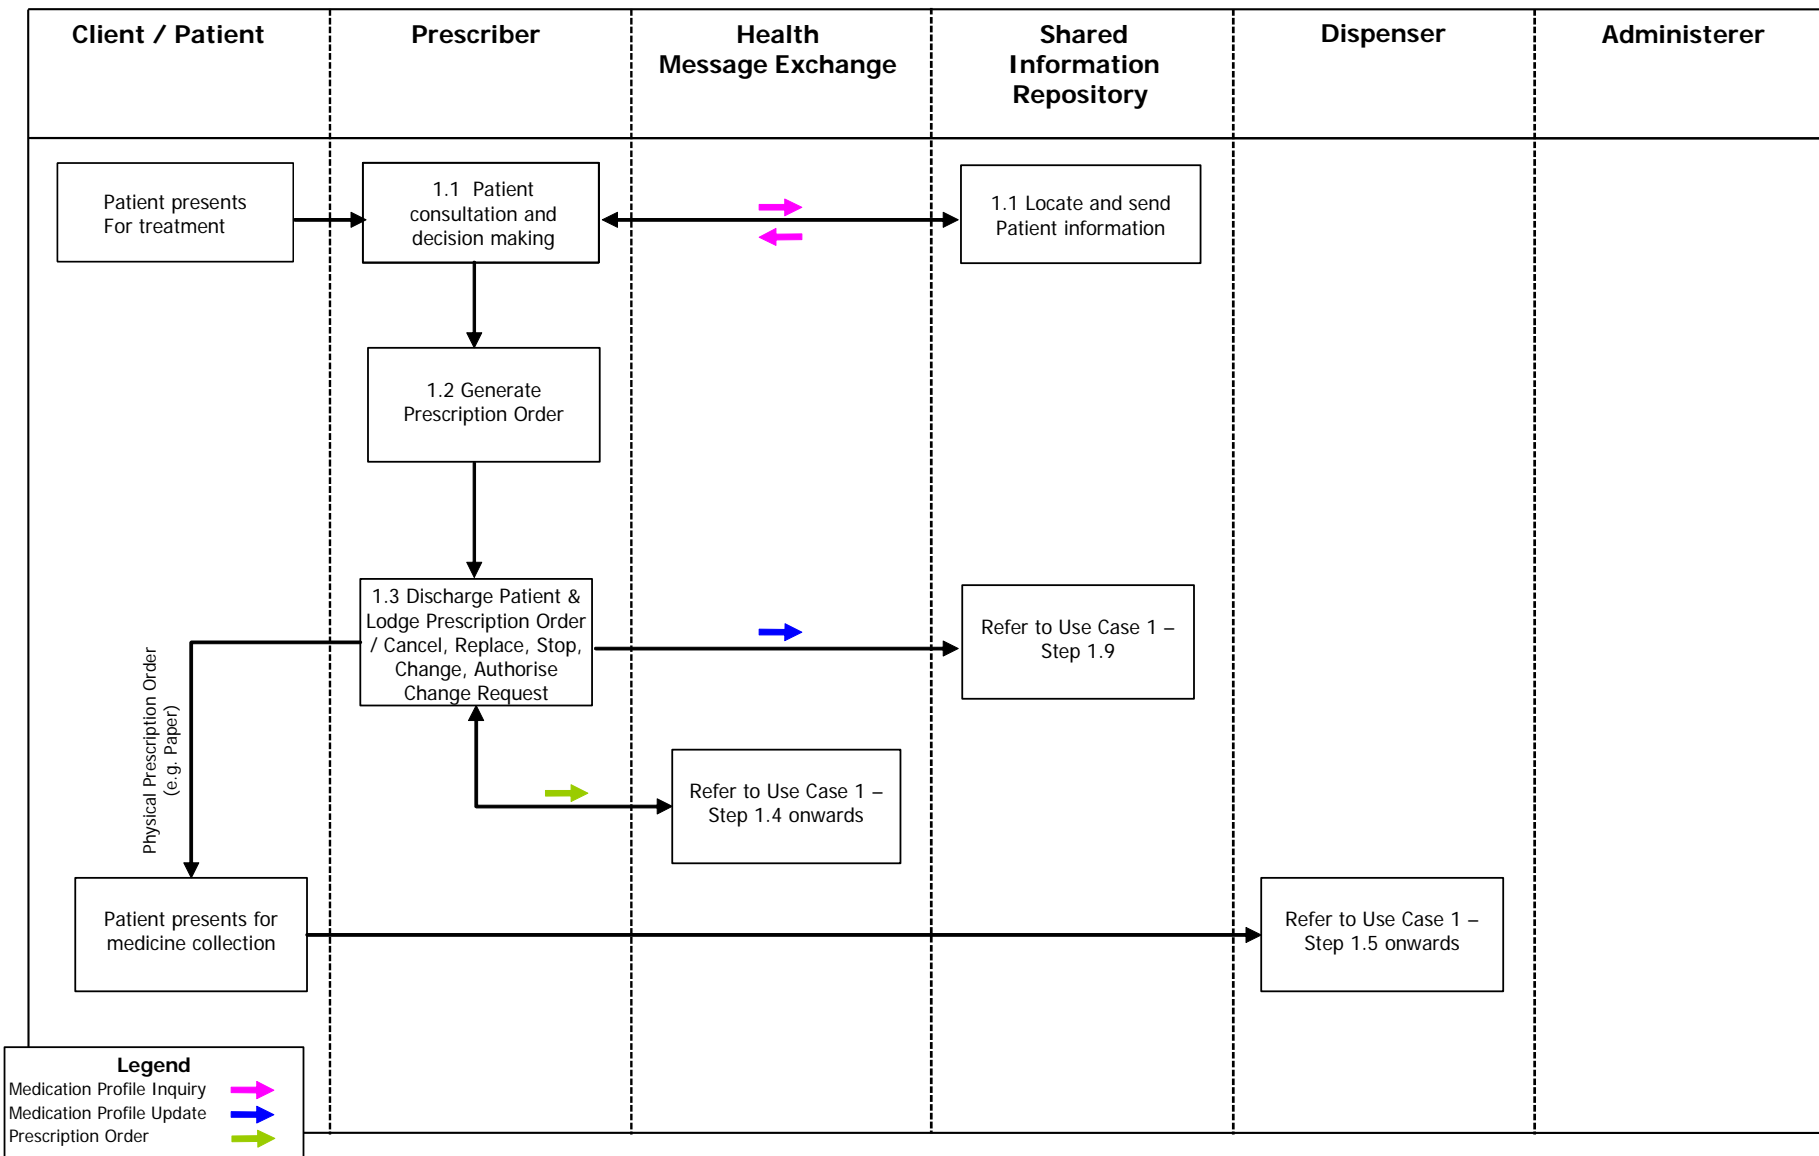 Client / Patient
Prescriber
Health
Message Exchange
Shared
Information
Repository
Dispenser
Administerer
Patient presents
For treatment
1.1 Patient
consultation and
decision making
1.1 Locate and send
Patient information
1.2 Generate
Prescription Order
1.3 Discharge Patient &
Lodge Prescription Order
/ Cancel, Replace, Stop,
Change, Authorise
Change Request
Refer to Use Case 1 –
Step 1.9
Physical Prescription Order
(e.g. Paper)
Refer to Use Case 1 –
Step 1.4 onwards
Patient presents for
medicine collection
Refer to Use Case 1 –
Step 1.5 onwards
Legend
Medication Profile Inquiry
Medication Profile Update
Prescription Order